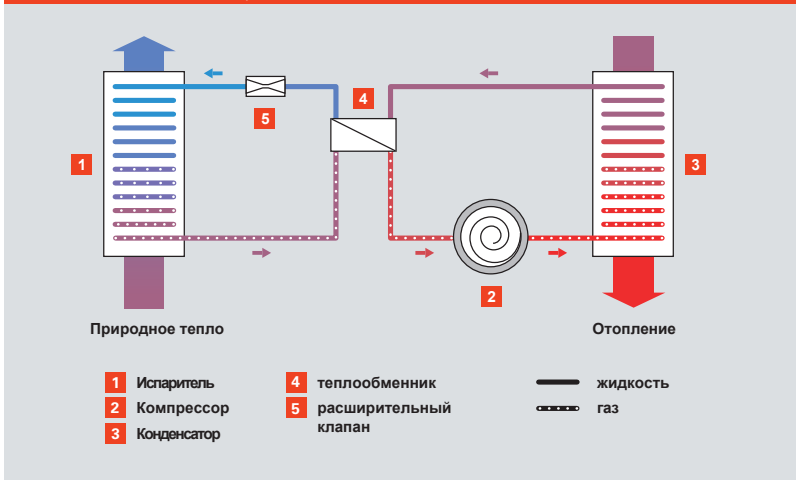 4
5
1
3
2
Природное тепло
Отопление
1 Испаритель
2 Компрессор
3 Конденсатор
4 теплообменник
5 расширительный
клапан
жидкость
газ